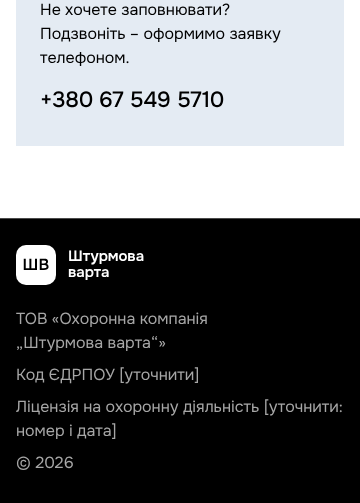 Не хочете заповнювати?
Подзвоніть – оформимо заявку
телефоном.
+380 67 549 5710
ШВ
Штурмова
варта
ТОВ «Охоронна компанія
„Штурмова варта“»
Код ЄДРПОУ [уточнити]
Ліцензія на охоронну діяльність [уточнити:
номер і дата]
© 2026